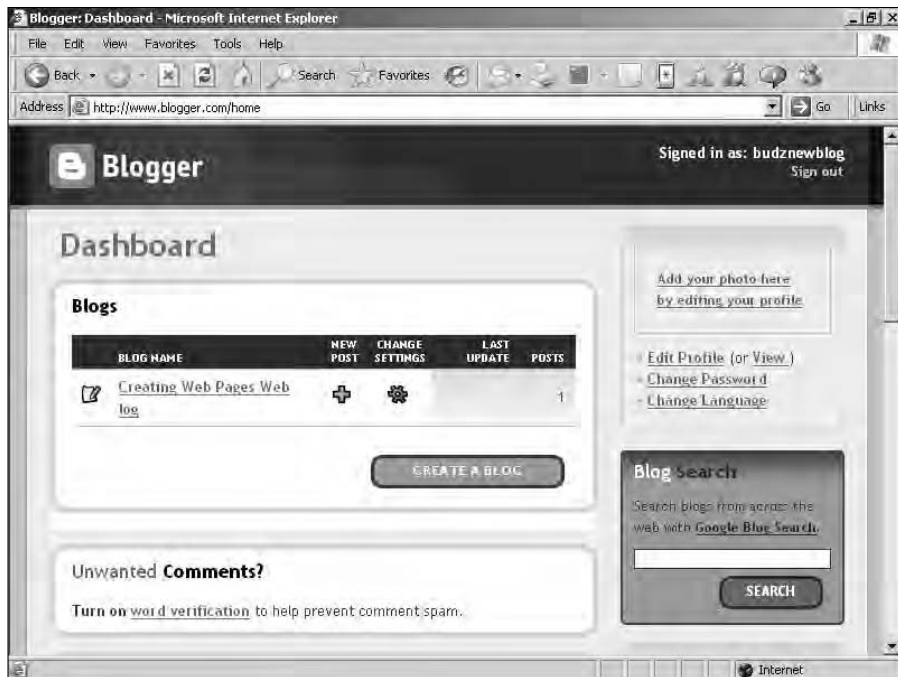 Blogger: Dashboard - Microsoft Internet Explorer
File Edit View Favorites Tools Help
Back Search Favorites
Address http://www.blogger.com/home Go Links
Blogger
Signed in as: budznewblog
Sign out
Dashboard
Blogs
BLOG NAME NEW POST CHANGE SETTINGS LAST UPDATE POSTS
Creating Web Pages Web
log
1
CREATE A BLOG
Unwanted Comments?
Turn on word verification to help prevent comment spam.
Add your photo here
by editing your profile
Edit Profile (or View )
Change Password
Change Language
Blog Search
Search blogs from across the
web with Google Blog Search.
SEARCH
Internet